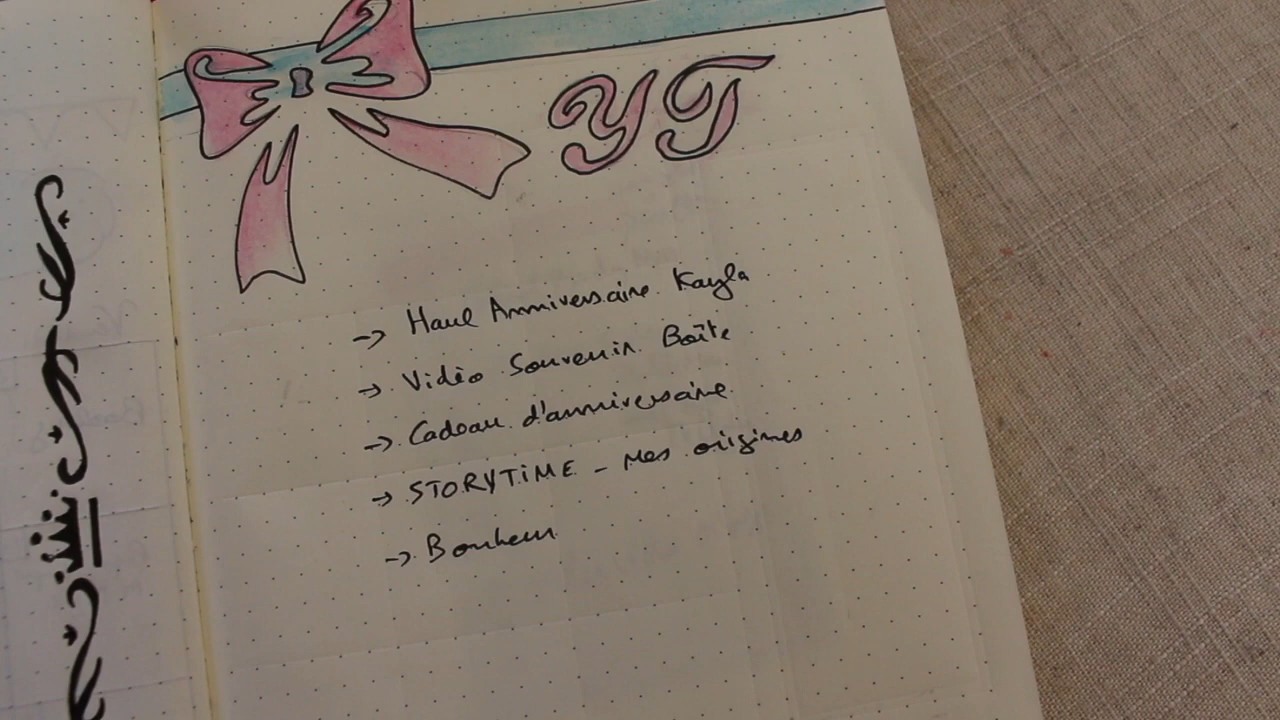 YT
-> Haul Anniversaire Kayla
-> Vidéo Souvenir Boîte
-> Cadeau d'anniversaire
-> STORYTIME - Mes origines
-> Bonheur